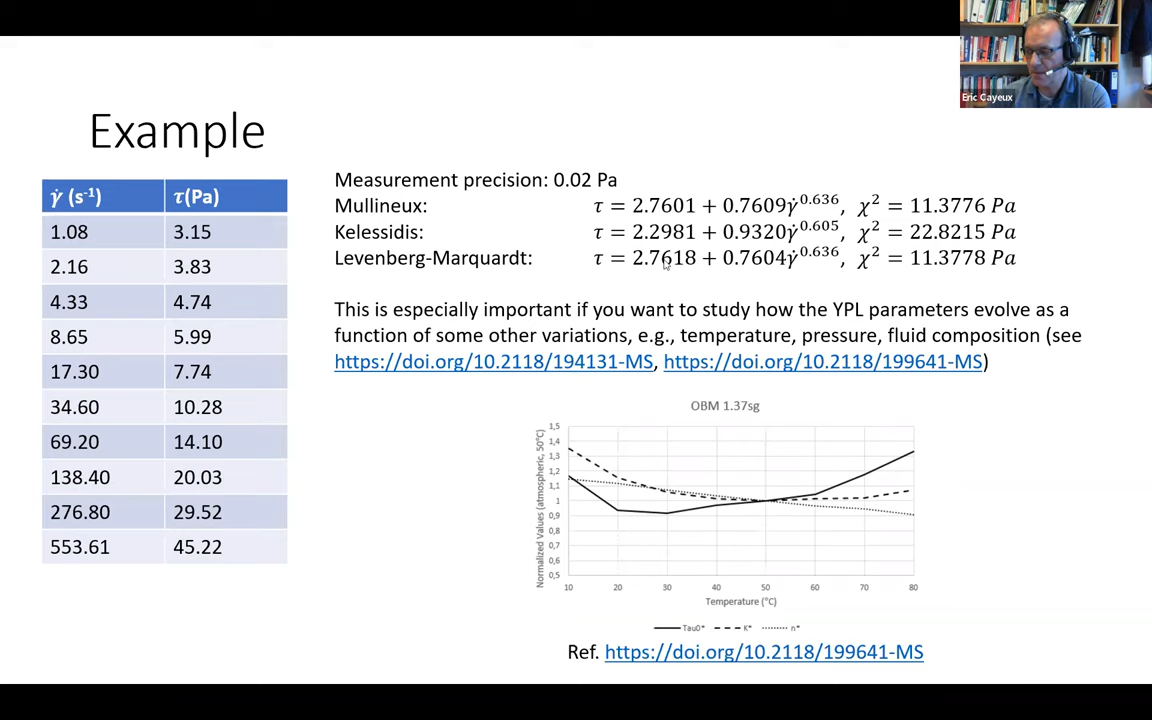 Eric Cayeux
Example
γ̇ (s⁻¹) τ(Pa)
1.08 3.15
2.16 3.83
4.33 4.74
8.65 5.99
17.30 7.74
34.60 10.28
69.20 14.10
138.40 20.03
276.80 29.52
553.61 45.22
Measurement precision: 0.02 Pa
Mullineux: τ = 2.7601 + 0.7609γ̇^0.636, χ² = 11.3776 Pa
Kelessidis: τ = 2.2981 + 0.9320γ̇^0.605, χ² = 22.8215 Pa
Levenberg-Marquardt: τ = 2.7618 + 0.7604γ̇^0.636, χ² = 11.3778 Pa
This is especially important if you want to study how the YPL parameters evolve as a
function of some other variations, e.g., temperature, pressure, fluid composition (see
https://doi.org/10.2118/194131-MS, https://doi.org/10.2118/199641-MS)
OBM 1.37sg
Normalized Values (atmospheric, 50°C)
1,5
1,4
1,3
1,2
1,1
1
0,9
0,8
0,7
0,6
0,5
10 20 30 40 50 60 70 80
Temperature (°C)
Tau0* K* n*
Ref. https://doi.org/10.2118/199641-MS